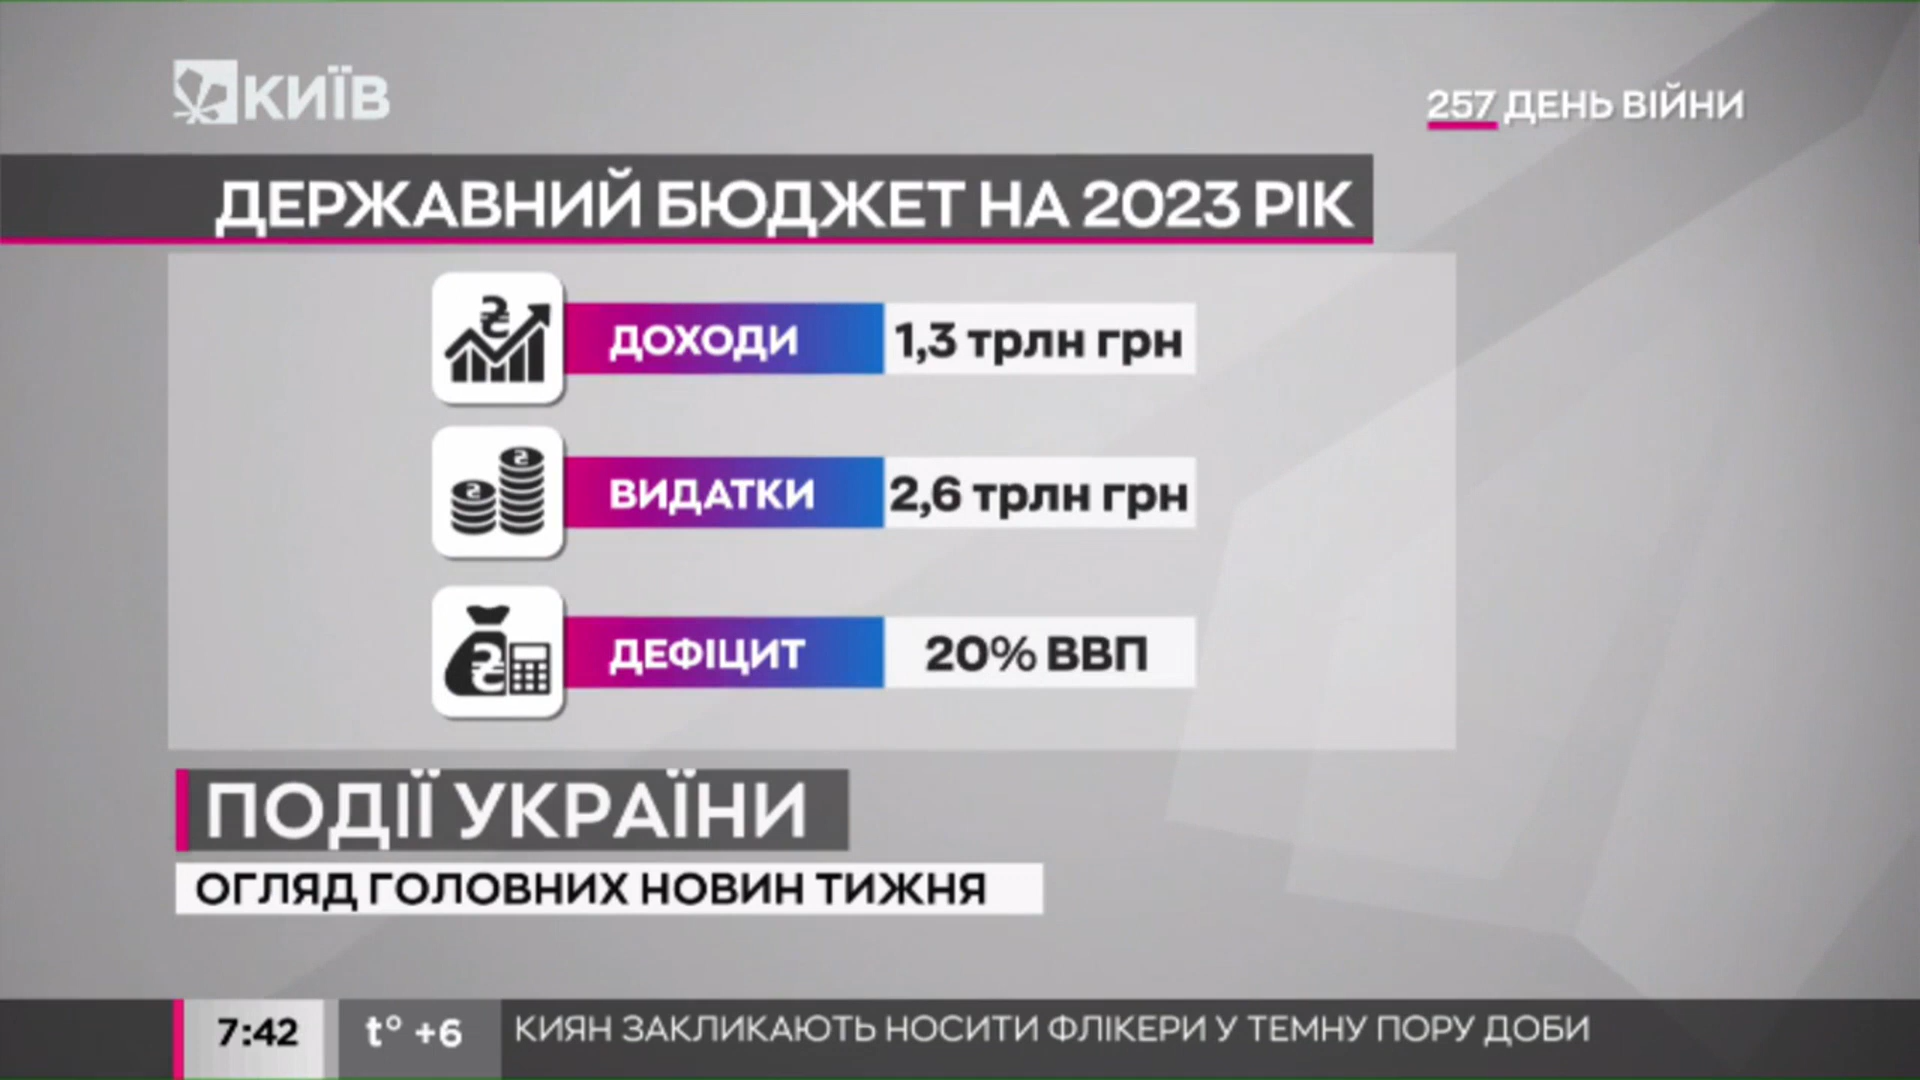 КИЇВ
257 ДЕНЬ ВІЙНИ
ДЕРЖАВНИЙ БЮДЖЕТ НА 2023 РІК
ДОХОДИ 1,3 трлн грн
ВИДАТКИ 2,6 трлн грн
ДЕФІЦИТ 20% ВВП
ПОДІЇ УКРАЇНИ
ОГЛЯД ГОЛОВНИХ НОВИН ТИЖНЯ
7:42 t° +6 КИЯН ЗАКЛИКАЮТЬ НОСИТИ ФЛІКЕРИ У ТЕМНУ ПОРУ ДОБИ